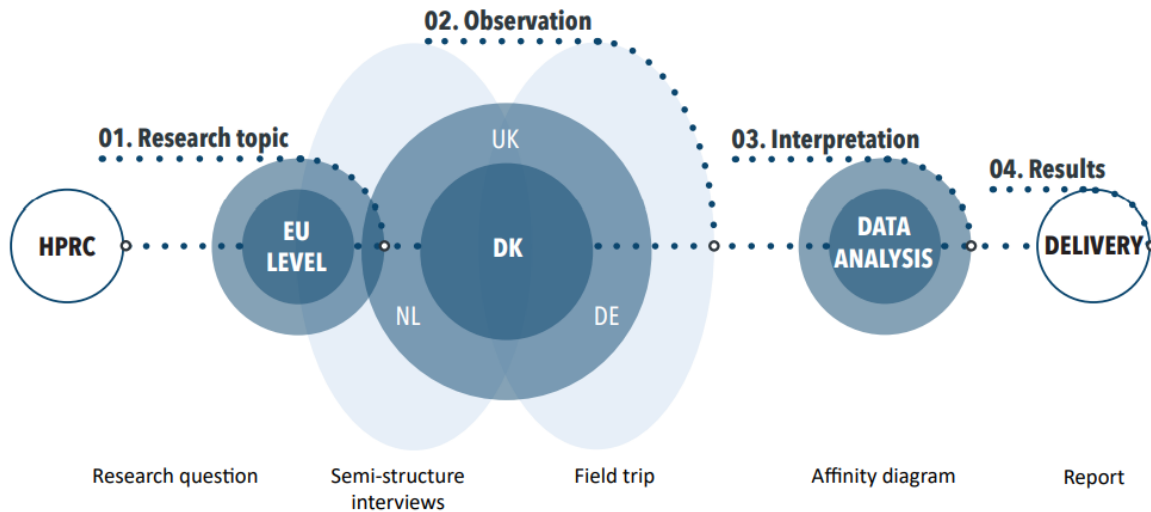 02. Observation
01. Research topic
UK
03. Interpretation
04. Results
HPRC
EU
LEVEL
DK
DATA
ANALYSIS
DELIVERY
NL
DE
Research question
Semi-structure
interviews
Field trip
Affinity diagram
Report